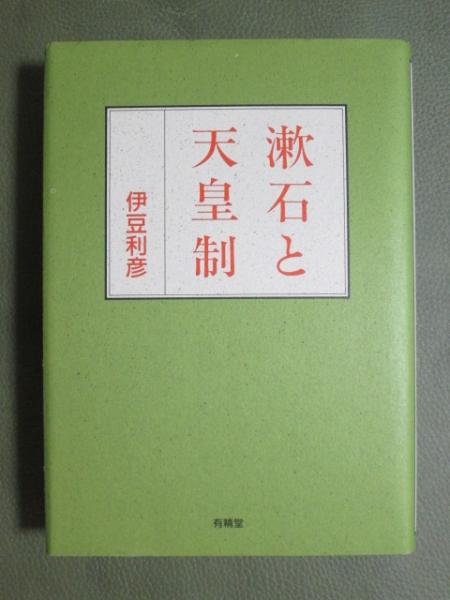 漱石と
天皇制
伊豆利彦
有精堂